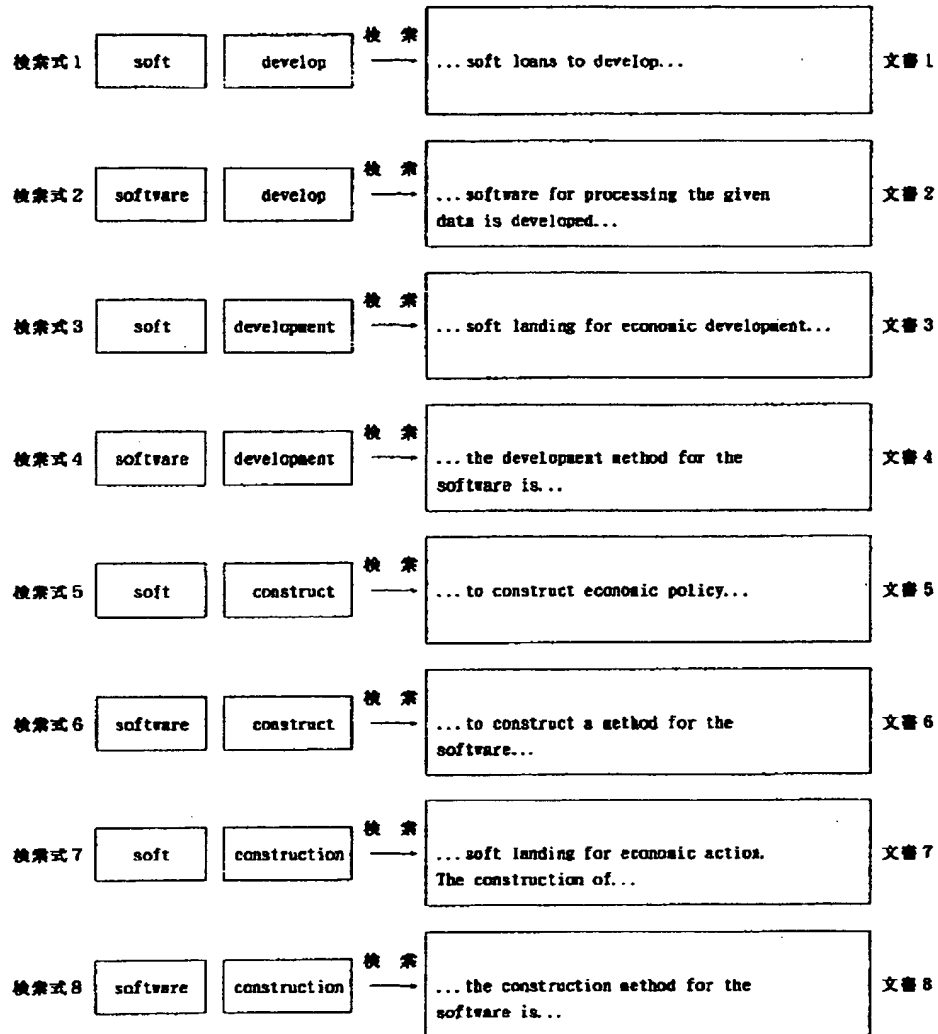 検索
検索式1 soft develop ...soft loans to develop... 文書1
検索
検索式2 software develop ...software for processing the given 文書2
data is developed...
検索
検索式3 soft development ...soft landing for economic development... 文書3
検索
検索式4 software development ...the development method for the 文書4
software is...
検索
検索式5 soft construct ...to construct economic policy... 文書5
検索
検索式6 software construct ...to construct a method for the 文書6
software...
検索
検索式7 soft construction ...soft landing for economic action. 文書7
The construction of...
検索
検索式8 software construction ...the construction method for the 文書8
software is...